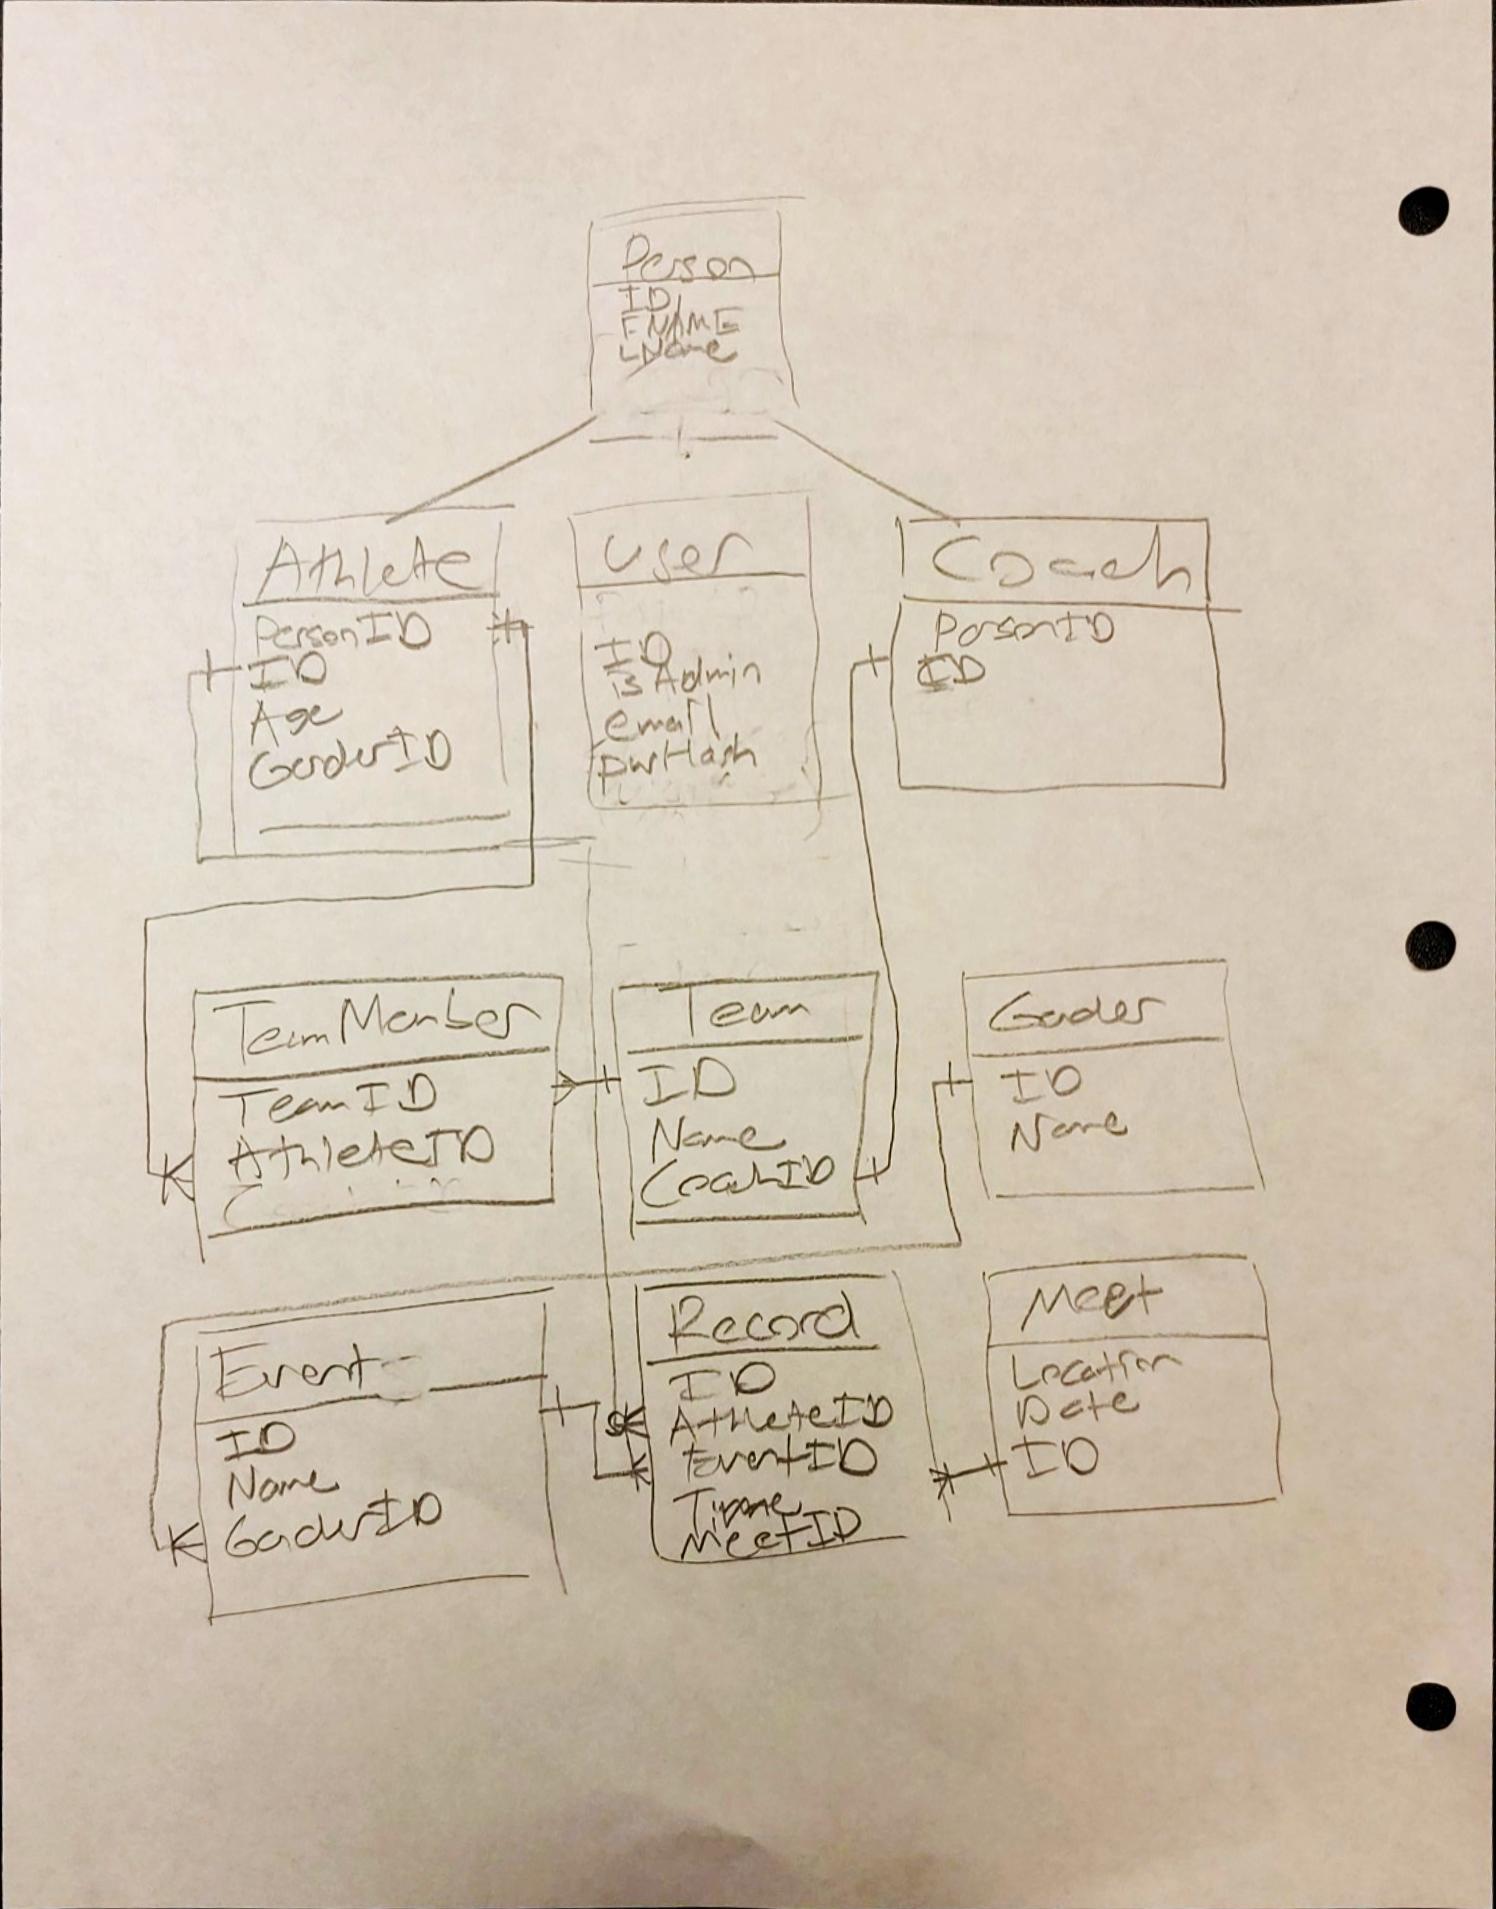 Person
ID
FNAME
LName
Athlete
PersonID
ID
Age
GenderID
User
ID
isAdmin
email
pwHash
Coach
PersonID
ID
TeamMember
TeamID
AthleteID
Team
ID
Name
CoachID
Gender
ID
Name
Event
ID
Name
GenderID
Record
ID
AthleteID
EventID
Time
MeetID
Meet
Location
Date
ID